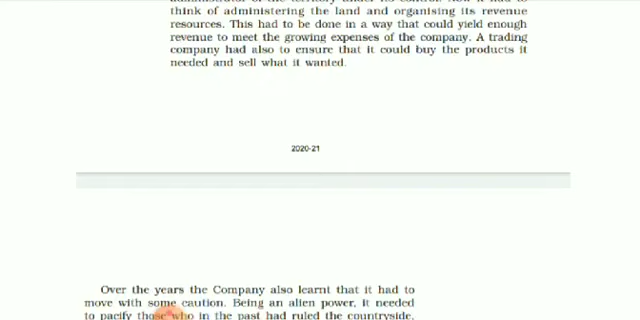 think of administering the land and organising its revenue
resources. This had to be done in a way that could yield enough
revenue to meet the growing expenses of the company. A trading
company had also to ensure that it could buy the products it
needed and sell what it wanted.
2020-21
Over the years the Company also learnt that it had to
move with some caution. Being an alien power, it needed
to pacify those who in the past had ruled the countryside,